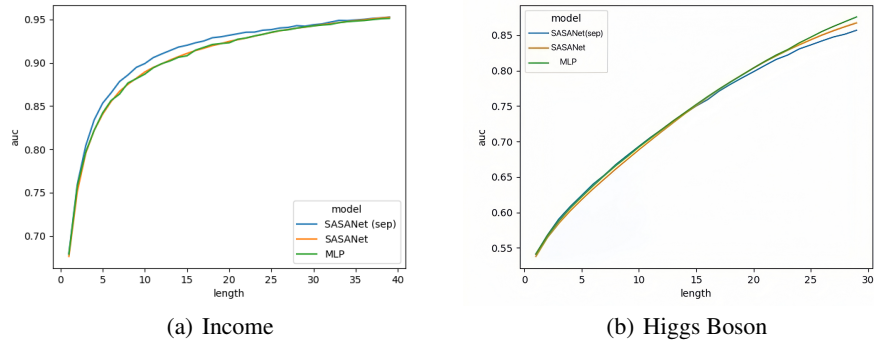 0.95
0.90
0.85
0.80
0.75
0.70
auc
0 5 10 15 20 25 30 35 40
length
model
SASANet (sep)
SASANet
MLP
(a) Income
0.85
0.80
0.75
0.70
0.65
0.60
0.55
auc
0 5 10 15 20 25 30
length
model
SASANet(sep)
SASANet
MLP
(b) Higgs Boson